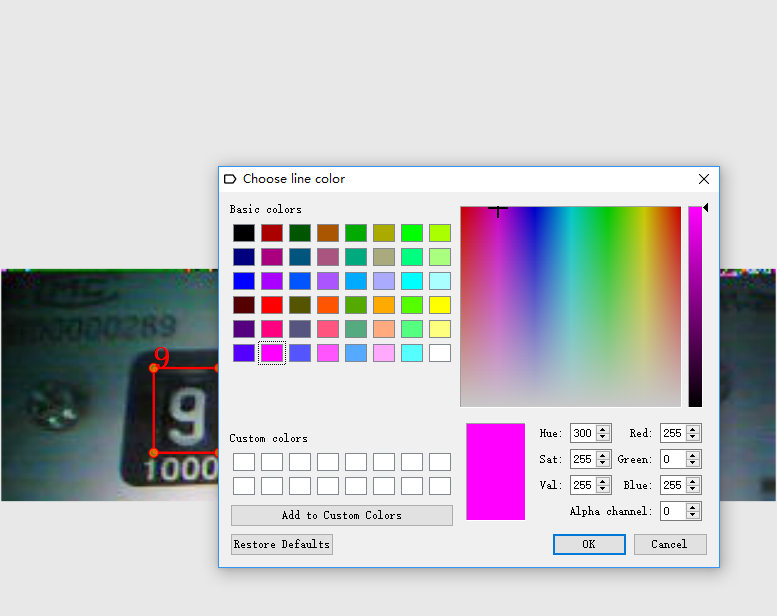 Choose line color
Basic colors
Custom colors
Add to Custom Colors
Restore Defaults
Hue: 300
Red: 255
Sat: 255
Green: 0
Val: 255
Blue: 255
Alpha channel: 0
OK
Cancel
00000289
9
9
1000